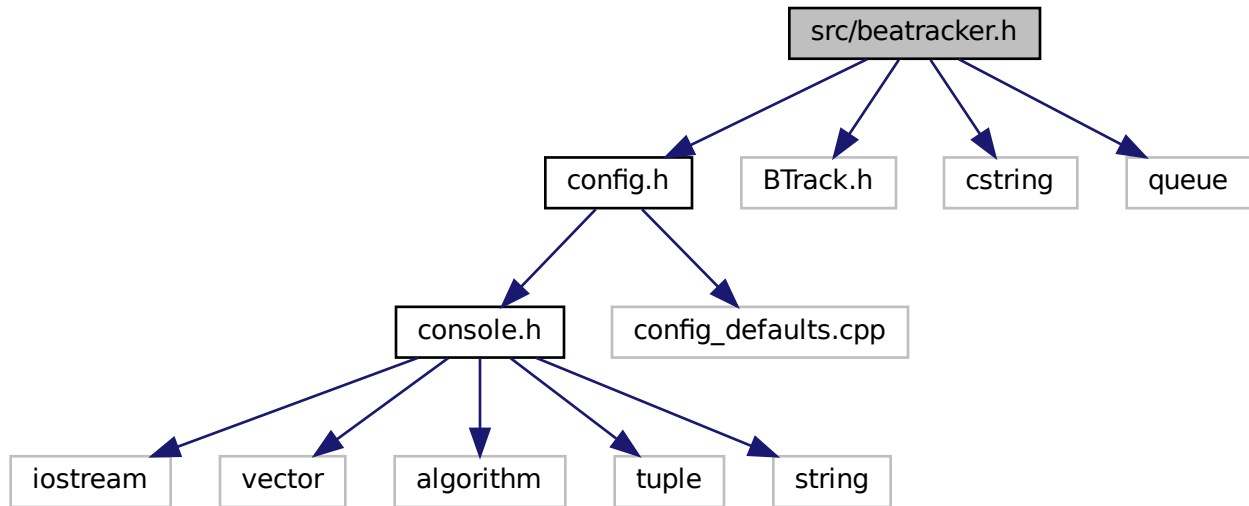 src/beatracker.h
config.h
BTrack.h
cstring
queue
console.h
config_defaults.cpp
iostream
vector
algorithm
tuple
string